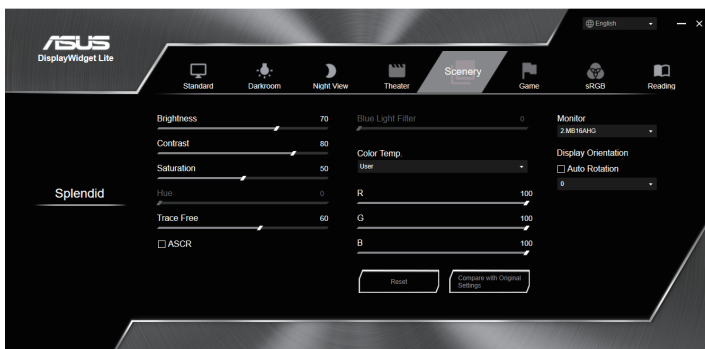 English
ASUS
DisplayWidget Lite
Standard
Darkroom
Night View
Theater
Scenery
Game
sRGB
Reading
Splendid
Brightness 70
Contrast 80
Saturation 50
Hue 0
Trace Free 60
ASCR
Blue Light Filter 0
Color Temp.
User
R 100
G 100
B 100
Reset
Compare with Original
Settings
Monitor
2.MB16AHG
Display Orientation
Auto Rotation
0